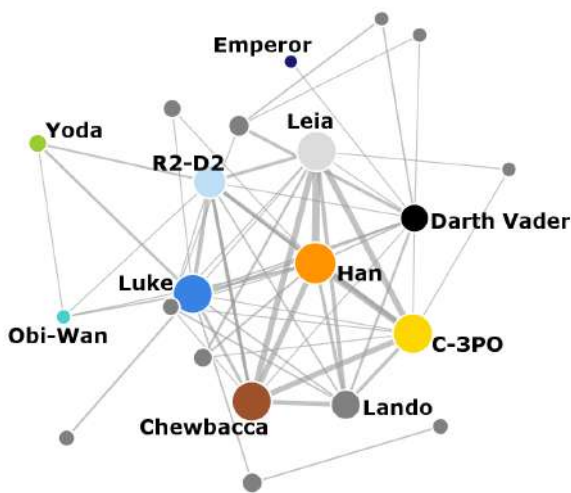 Emperor
Leia
Yoda
R2-D2
Darth Vader
Han
Luke
Obi-Wan
C-3PO
Lando
Chewbacca